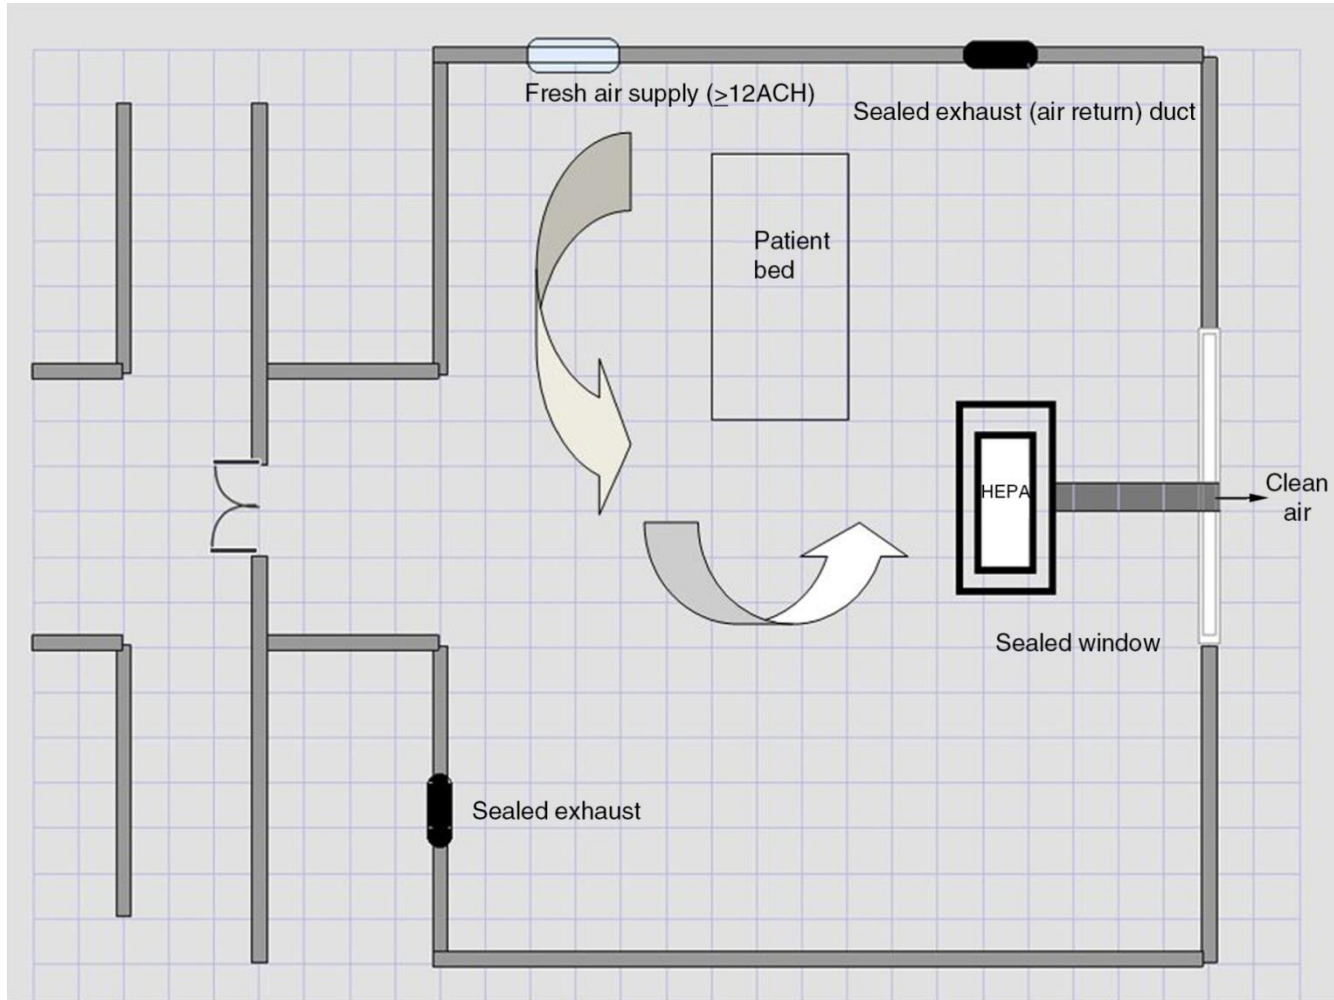 Fresh air supply (≥12ACH)
Sealed exhaust (air return) duct
Patient
bed
HEPA
Clean
air
Sealed window
Sealed exhaust